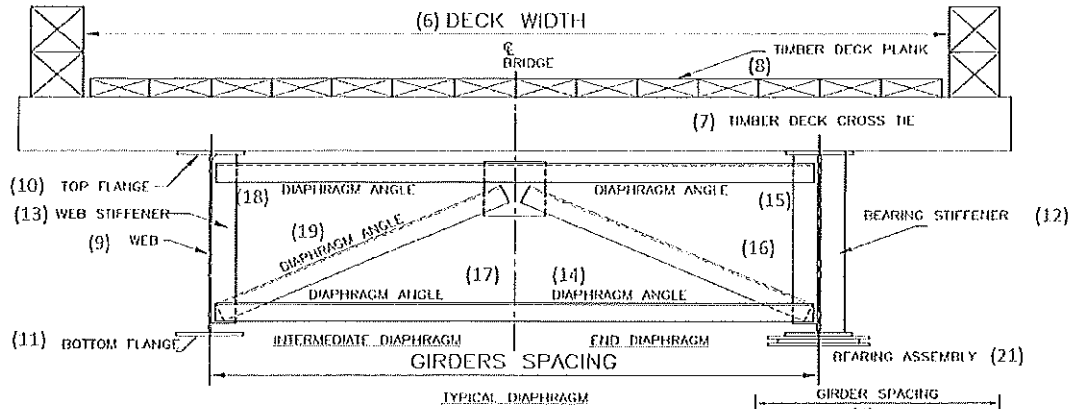 (6) DECK WIDTH
℄
BRIDGE
TIMBER DECK PLANK
(8)
(7) TIMBER DECK CROSS TIE
(10) TOP FLANGE
(18)
DIAPHRAGM ANGLE
DIAPHRAGM ANGLE
(15)
(13) WEB STIFFENER
(19)
DIAPHRAGM ANGLE
BEARING STIFFENER (12)
(9) WEB
(16)
(17)
(14)
DIAPHRAGM ANGLE
DIAPHRAGM ANGLE
(11) BOTTOM FLANGE
INTERMEDIATE DIAPHRAGM
END DIAPHRAGM
GIRDERS SPACING
BEARING ASSEMBLY (21)
TYPICAL DIAPHRAGM
GIRDER SPACING